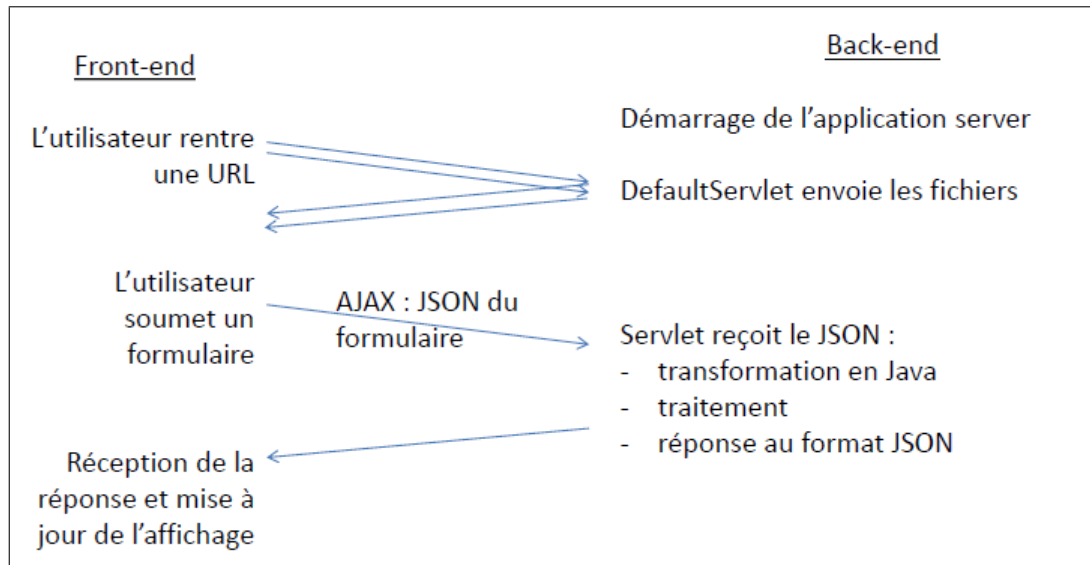 Front-end
Back-end
Démarrage de l'application server
L'utilisateur rentre
une URL
DefaultServlet envoie les fichiers
L'utilisateur
soumet un
formulaire
AJAX : JSON du
formulaire
Servlet reçoit le JSON :
- transformation en Java
- traitement
- réponse au format JSON
Réception de la
réponse et mise à
jour de l'affichage